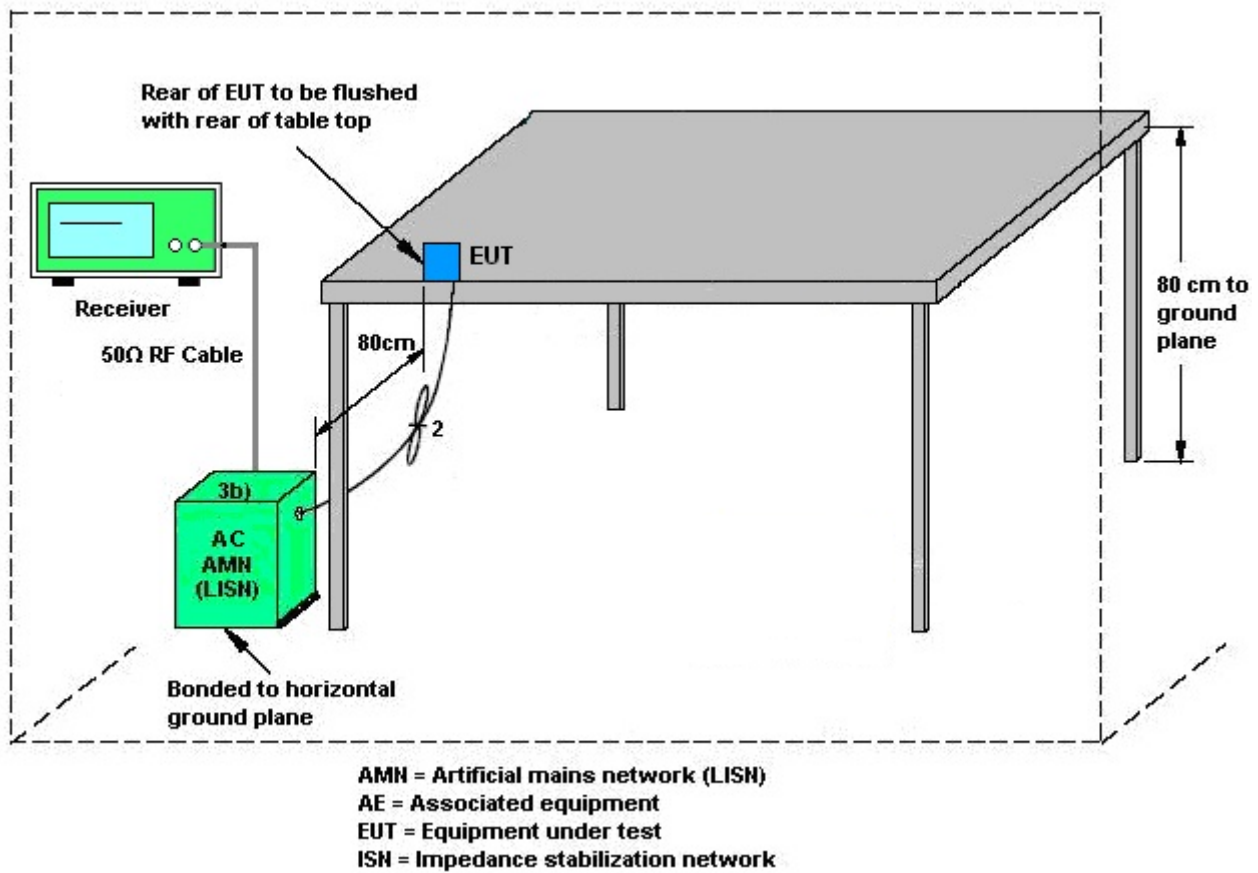 Rear of EUT to be flushed
with rear of table top
EUT
Receiver
50Ω RF Cable
80cm
80 cm to
ground
plane
2
3b)
AC
AMN
(LISN)
Bonded to horizontal
ground plane
AMN = Artificial mains network (LISN)
AE = Associated equipment
EUT = Equipment under test
ISN = Impedance stabilization network